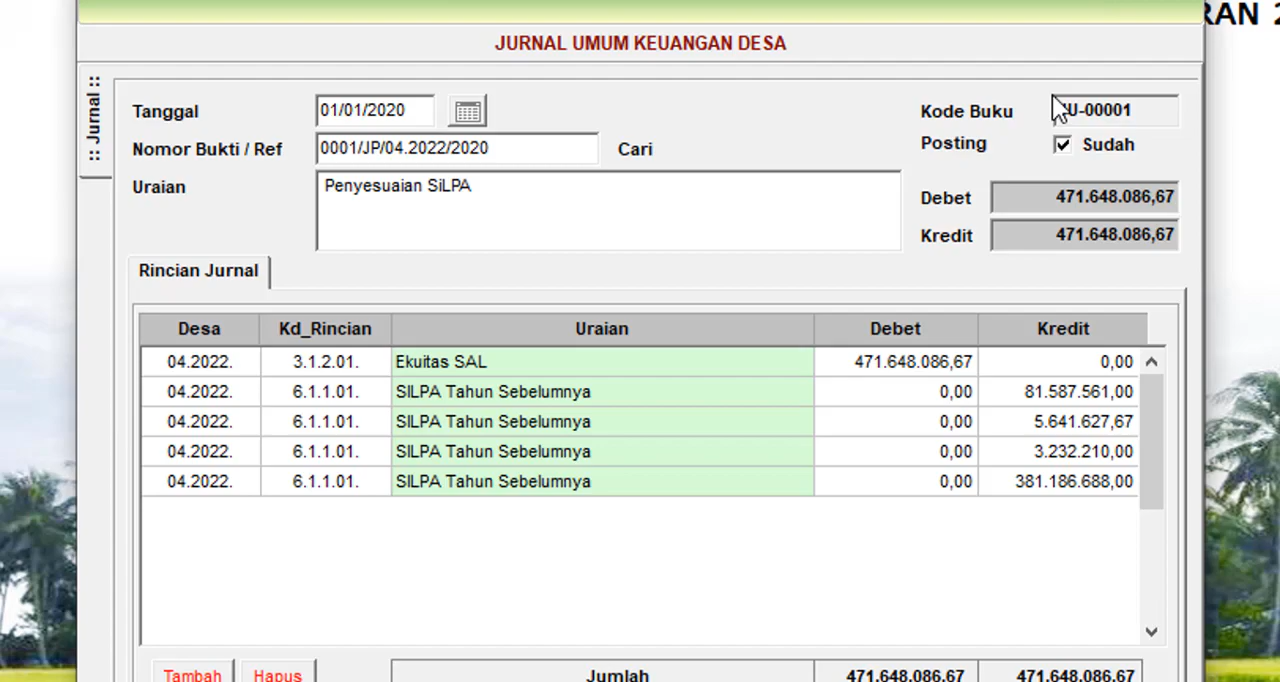 RAN 2
JURNAL UMUM KEUANGAN DESA
:: Jurnal ::
Tanggal 01/01/2020 Kode Buku U-00001
Nomor Bukti / Ref 0001/JP/04.2022/2020 Cari Posting Sudah
Uraian Penyesuaian SiLPA
Debet 471.648.086,67
Kredit 471.648.086,67
Rincian Jurnal
Desa Kd_Rincian Uraian Debet Kredit
04.2022. 3.1.2.01. Ekuitas SAL 471.648.086,67 0,00
04.2022. 6.1.1.01. SILPA Tahun Sebelumnya 0,00 81.587.561,00
04.2022. 6.1.1.01. SILPA Tahun Sebelumnya 0,00 5.641.627,67
04.2022. 6.1.1.01. SILPA Tahun Sebelumnya 0,00 3.232.210,00
04.2022. 6.1.1.01. SILPA Tahun Sebelumnya 0,00 381.186.688,00
Tambah Hapus Jumlah 471.648.086,67 471.648.086,67